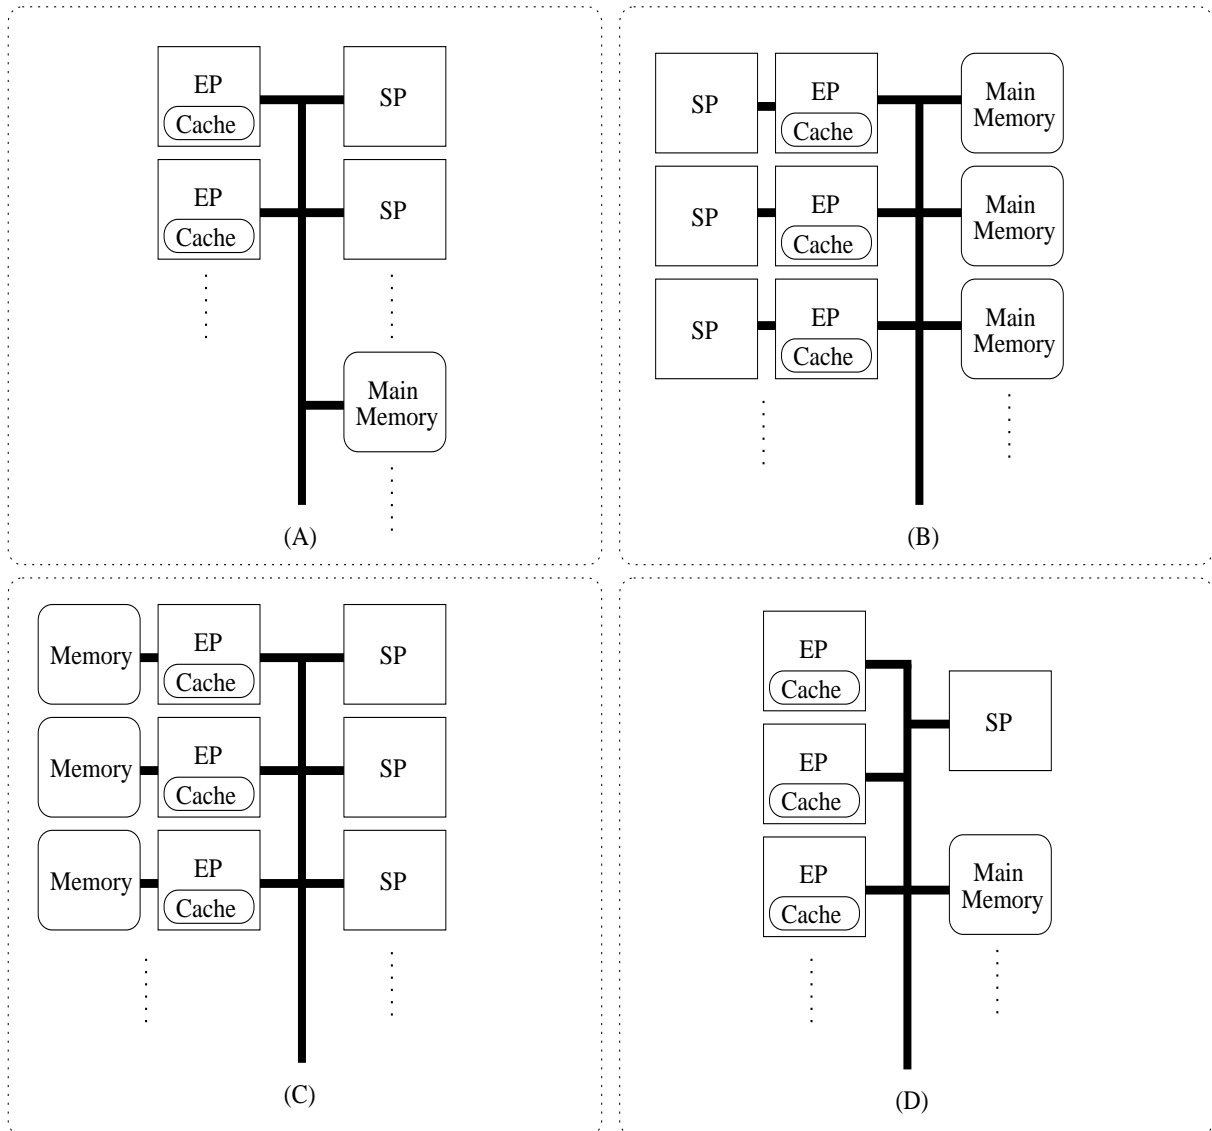 EP
SP
Cache
EP
SP
Cache
Main
Memory
(A)
SP
EP
Main
Memory
Cache
SP
EP
Main
Memory
Cache
SP
EP
Main
Memory
Cache
(B)
Memory
EP
SP
Cache
Memory
EP
SP
Cache
Memory
EP
SP
Cache
(C)
EP
Cache
SP
EP
Cache
EP
Main
Memory
Cache
(D)